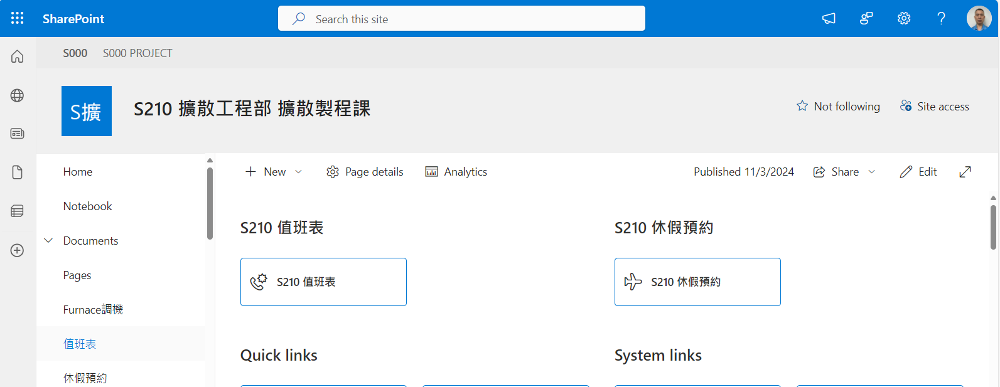 SharePoint
Search this site
S000 S000 PROJECT
S擴
S210 擴散工程部 擴散製程課
Not following
Site access
Home
Notebook
Documents
Pages
Furnace調機
值班表
休假預約
New
Page details
Analytics
Published 11/3/2024
Share
Edit
S210 值班表
S210 值班表
S210 休假預約
S210 休假預約
Quick links
System links